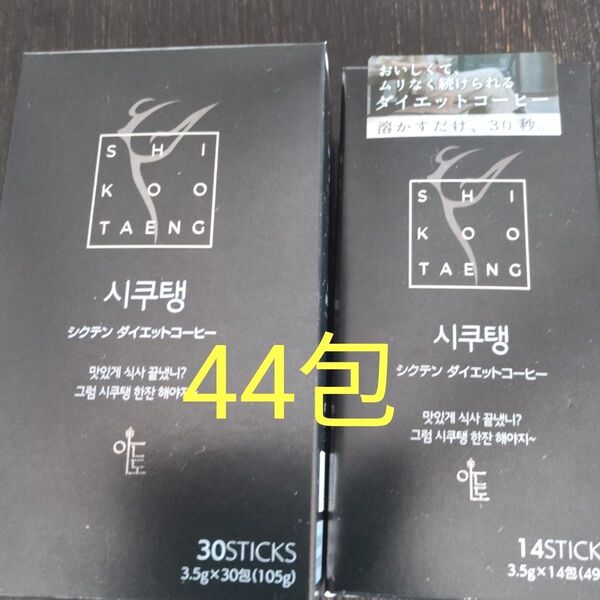 SHI
KOO
TAENG
시쿠탱
シクテン ダイエットコーヒー
맛있게 식사 끝냈니?
그럼 시쿠탱 한잔 해야지~
30STICKS
3.5g×30包(105g)
44包
おいしくて、
ムリなく続けられる
ダイエットコーヒー
溶かすだけ、30秒。
SHI
KOO
TAENG
시쿠탱
シクテン ダイエットコーヒー
맛있게 식사 끝냈니?
그럼 시쿠탱 한잔 해야지~
14STICK
3.5g×14包(49